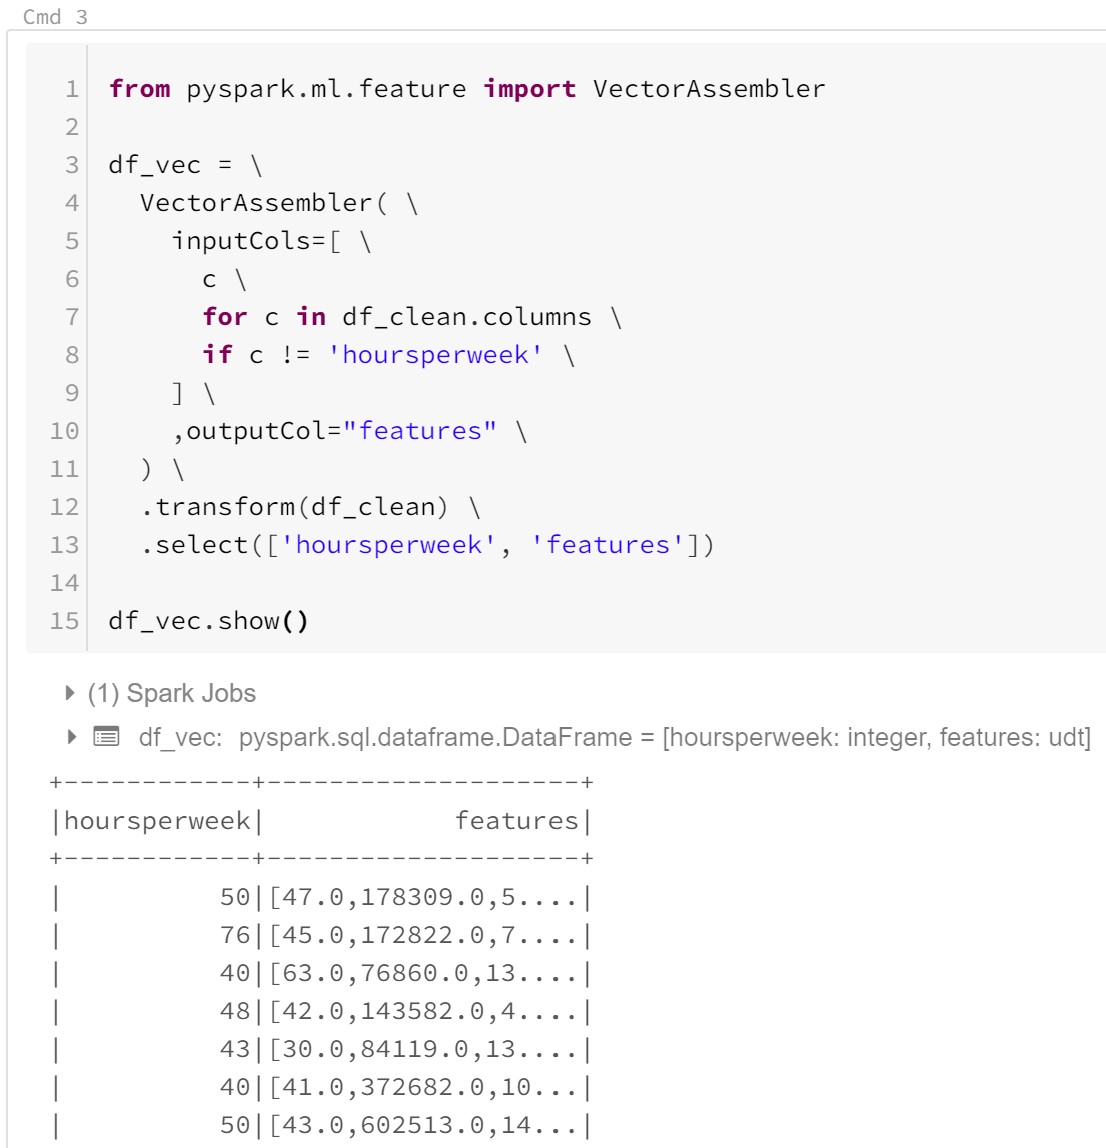 Cmd 3
1 from pyspark.ml.feature import VectorAssembler
2
3 df_vec = \
4   VectorAssembler( \
5     inputCols=[ \
6       c \
7       for c in df_clean.columns \
8       if c != 'hoursperweek' \
9     ] \
10     ,outputCol="features" \
11   ) \
12   .transform(df_clean) \
13   .select(['hoursperweek', 'features'])
14
15 df_vec.show()
(1) Spark Jobs
df_vec: pyspark.sql.dataframe.DataFrame = [hoursperweek: integer, features: udt]
+------------+--------------------+
|hoursperweek|            features|
+------------+--------------------+
|          50|[47.0,178309.0,5....|
|          76|[45.0,172822.0,7....|
|          40|[63.0,76860.0,13....|
|          48|[42.0,143582.0,4....|
|          43|[30.0,84119.0,13....|
|          40|[41.0,372682.0,10...|
|          50|[43.0,602513.0,14...|